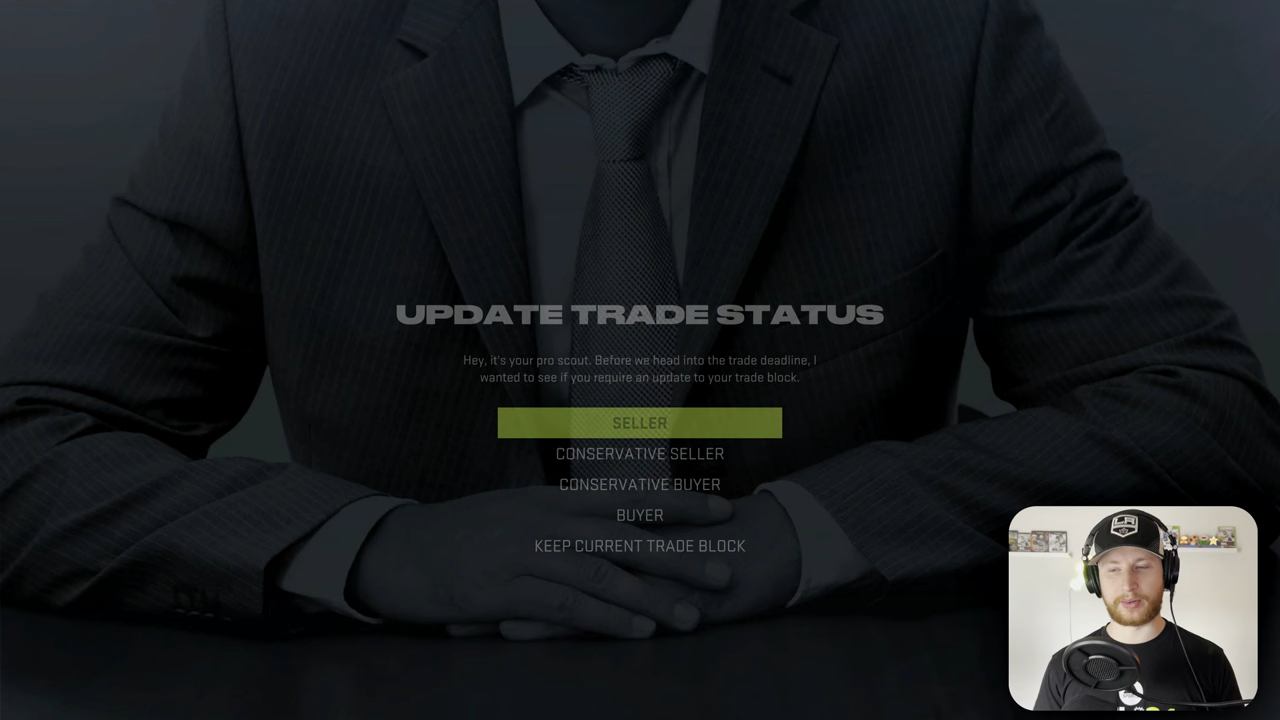 UPDATE TRADE STATUS
Hey, it's your pro scout. Before we head into the trade deadline, I
wanted to see if you require an update to your trade block.
SELLER
CONSERVATIVE SELLER
CONSERVATIVE BUYER
BUYER
KEEP CURRENT TRADE BLOCK
LA